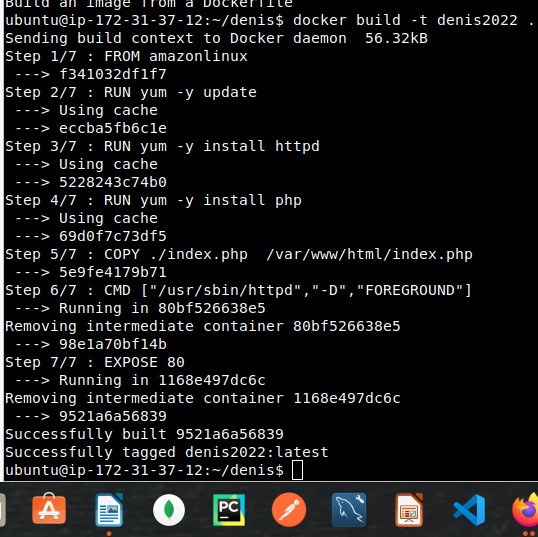 Build an image from a Dockerfile
ubuntu@ip-172-31-37-12:~/denis$ docker build -t denis2022 .
Sending build context to Docker daemon  56.32kB
Step 1/7 : FROM amazonlinux
 ---> f341032df1f7
Step 2/7 : RUN yum -y update
 ---> Using cache
 ---> eccba5fb6c1e
Step 3/7 : RUN yum -y install httpd
 ---> Using cache
 ---> 5228243c74b0
Step 4/7 : RUN yum -y install php
 ---> Using cache
 ---> 69d0f7c73df5
Step 5/7 : COPY ./index.php  /var/www/html/index.php
 ---> 5e9fe4179b71
Step 6/7 : CMD ["/usr/sbin/httpd","-D","FOREGROUND"]
 ---> Running in 80bf526638e5
Removing intermediate container 80bf526638e5
 ---> 98e1a70bf14b
Step 7/7 : EXPOSE 80
 ---> Running in 1168e497dc6c
Removing intermediate container 1168e497dc6c
 ---> 9521a6a56839
Successfully built 9521a6a56839
Successfully tagged denis2022:latest
ubuntu@ip-172-31-37-12:~/denis$
PC